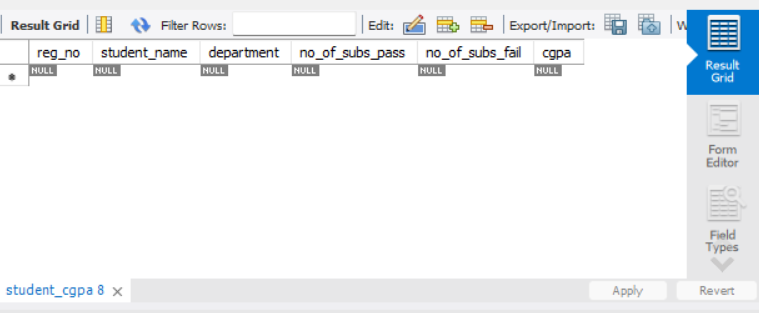 Result Grid Filter Rows: Edit: Export/Import: W
reg_no student_name department no_of_subs_pass no_of_subs_fail cgpa
NULL NULL NULL NULL NULL NULL
Result
Grid
Form
Editor
Field
Types
student_cgpa 8 Apply Revert